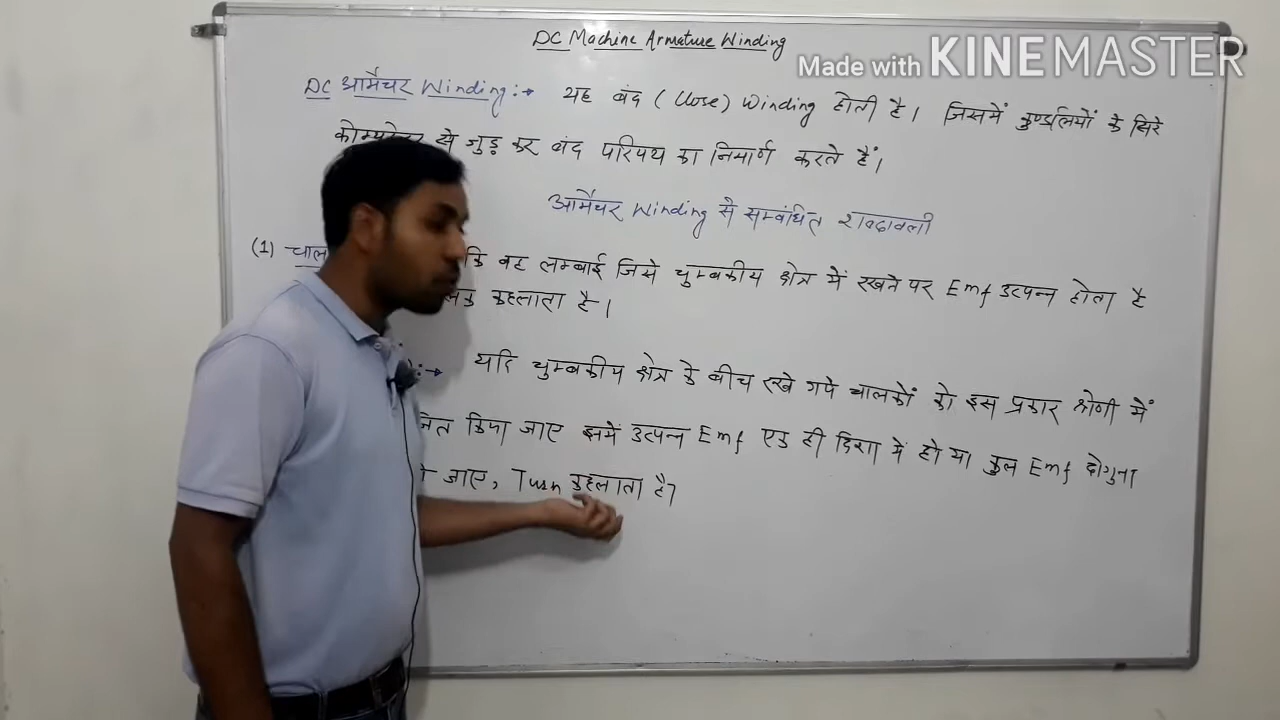 DC Machine Armature Winding
Made with KINEMASTER
DC आर्मेचर Winding :→ यह बंद (Close) Winding होती है। जिसमें कुण्डलियों के सिरे
से जुड़ कर बंद परिपथ का निर्माण करते हैं।
आर्मेचर Winding से सम्बंधित शब्दावली
(1) कि वह लम्बाई जिसे चुम्बकीय क्षेत्र में रखने पर Emf उत्पन्न होता है
कहलाता है।
:→ यदि चुम्बकीय क्षेत्र के बीच रखे गये चालकों को इस प्रकार श्रेणी में
किया जाए इनमें उत्पन्न Emf एक ही दिशा में हो या कुल Emf दोगुना
जाए, Turn कहलाता है।